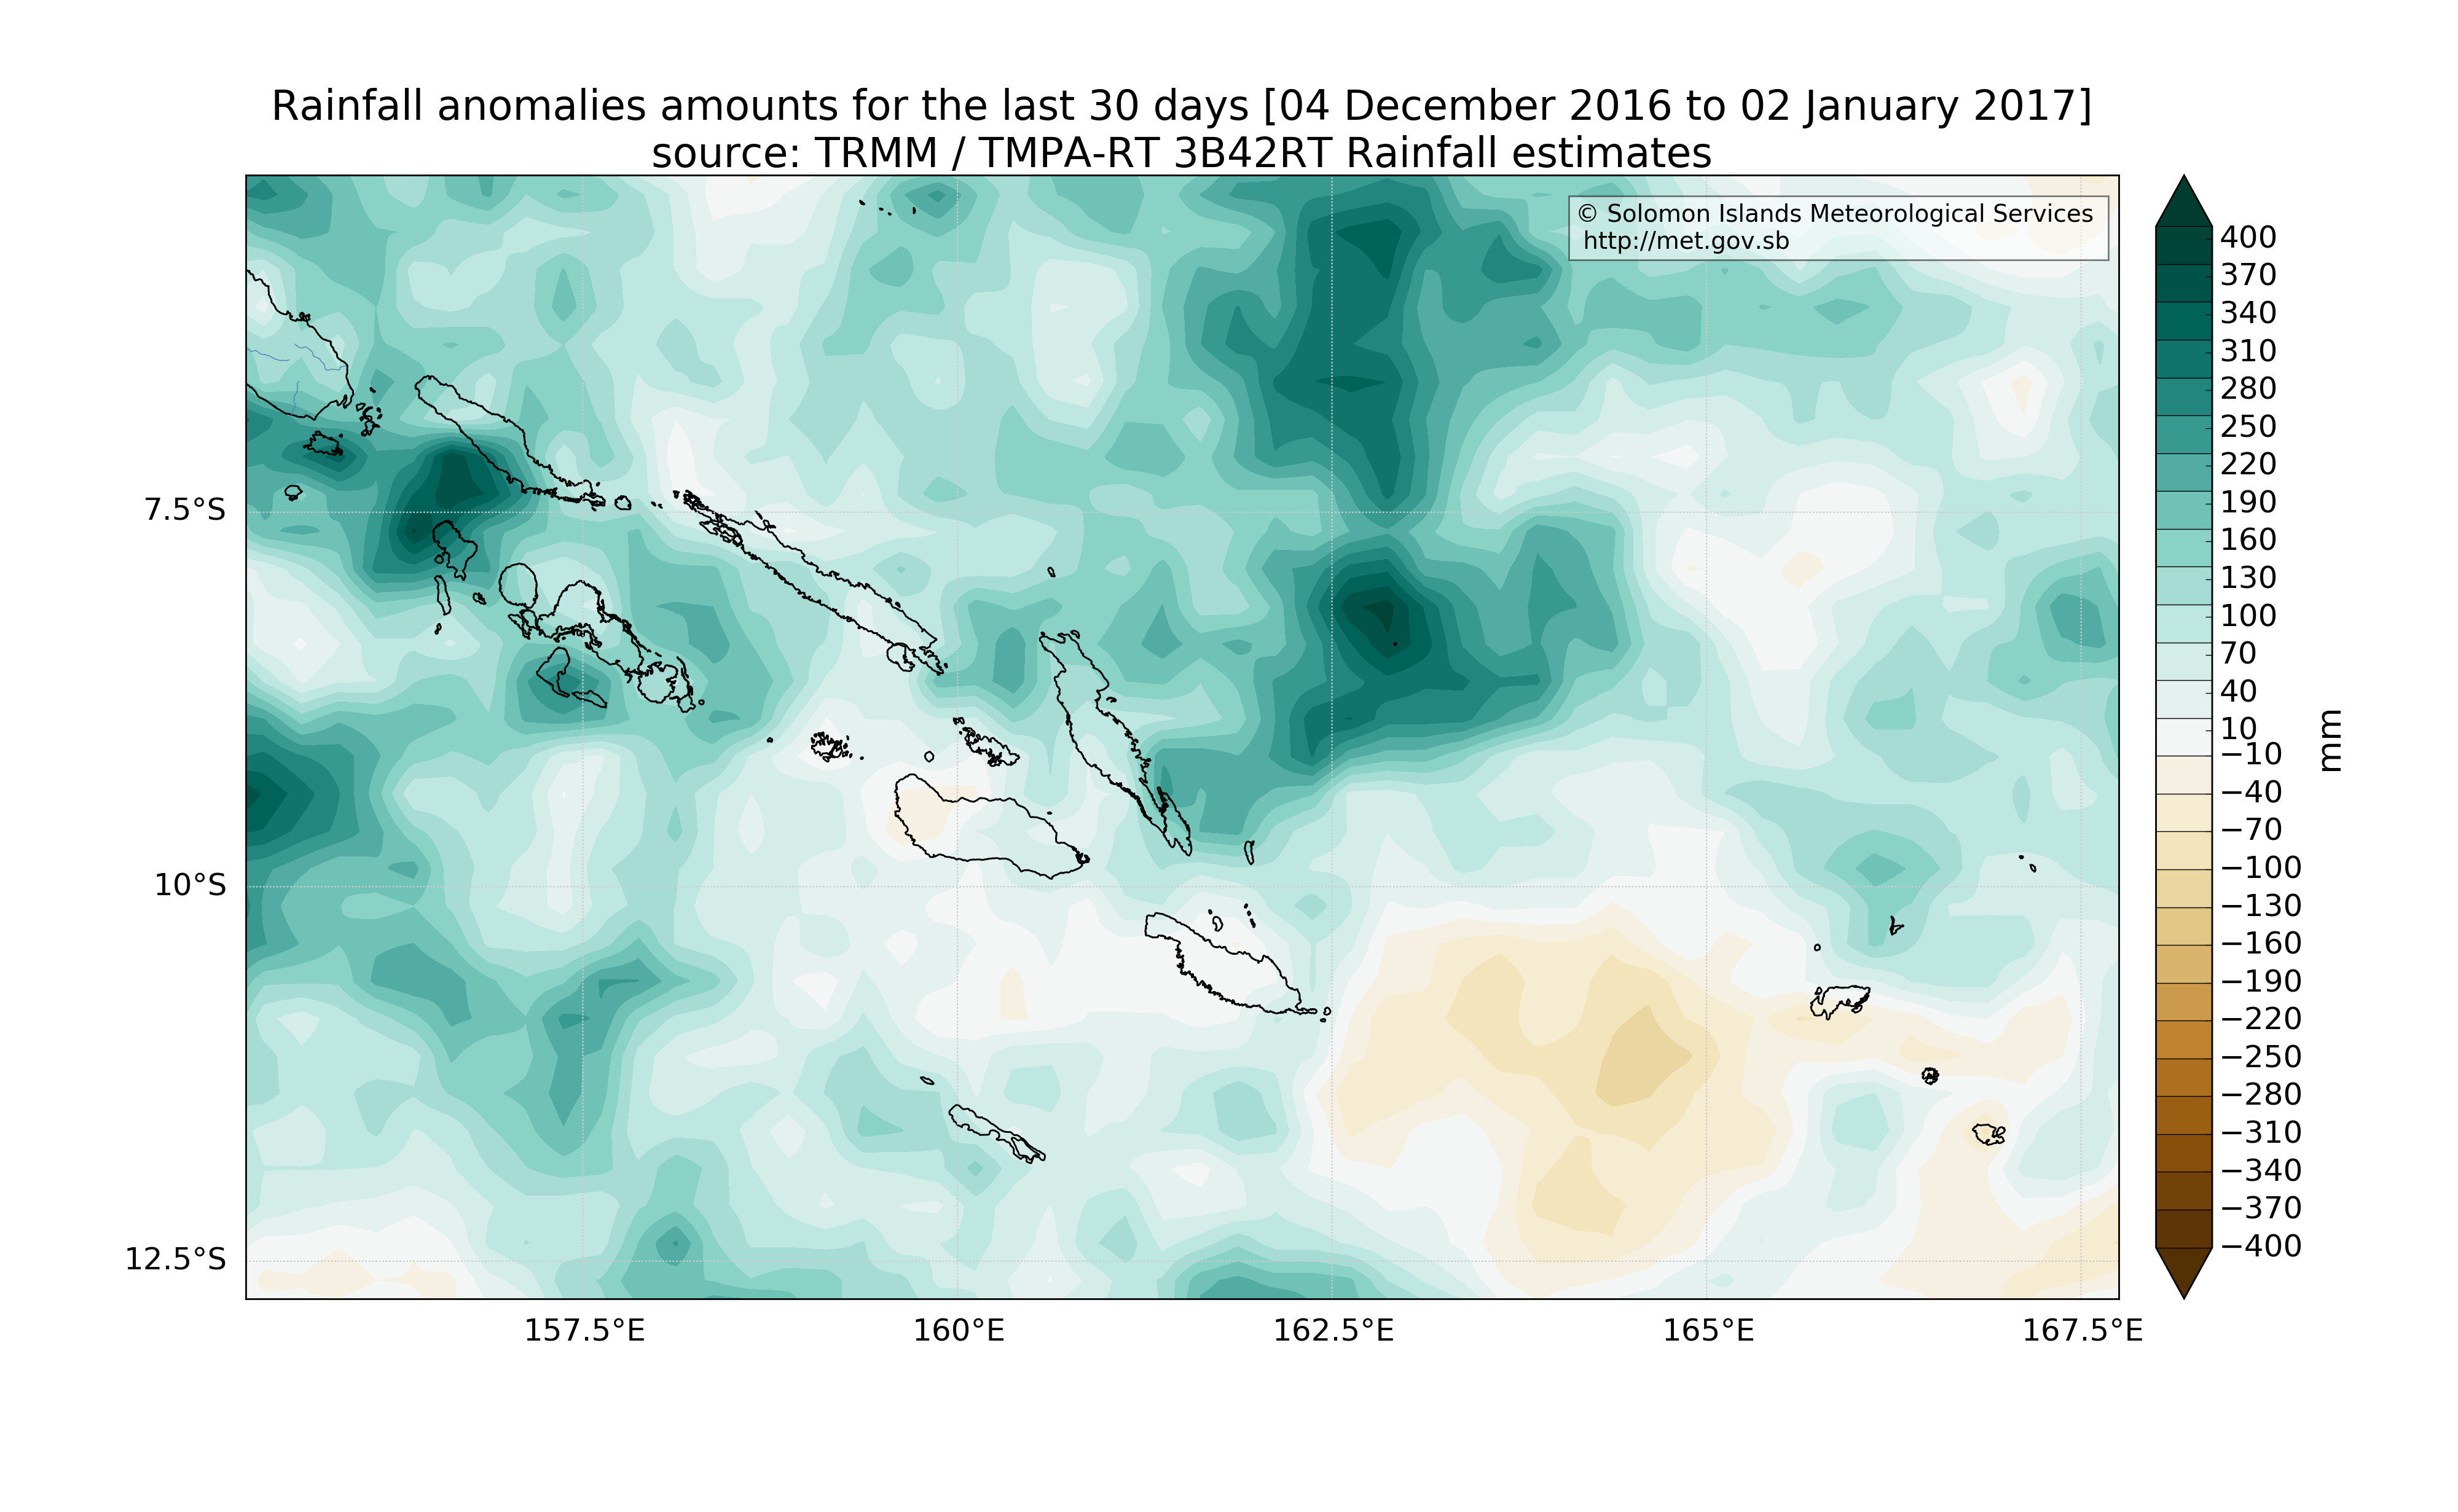 Rainfall anomalies amounts for the last 30 days [04 December 2016 to 02 January 2017]
source: TRMM / TMPA-RT 3B42RT Rainfall estimates
© Solomon Islands Meteorological Services
http://met.gov.sb
7.5°S
10°S
12.5°S
157.5°E
160°E
162.5°E
165°E
167.5°E
400
370
340
310
280
250
220
190
160
130
100
70
40
10
−10
−40
−70
−100
−130
−160
−190
−220
−250
−280
−310
−340
−370
−400
mm